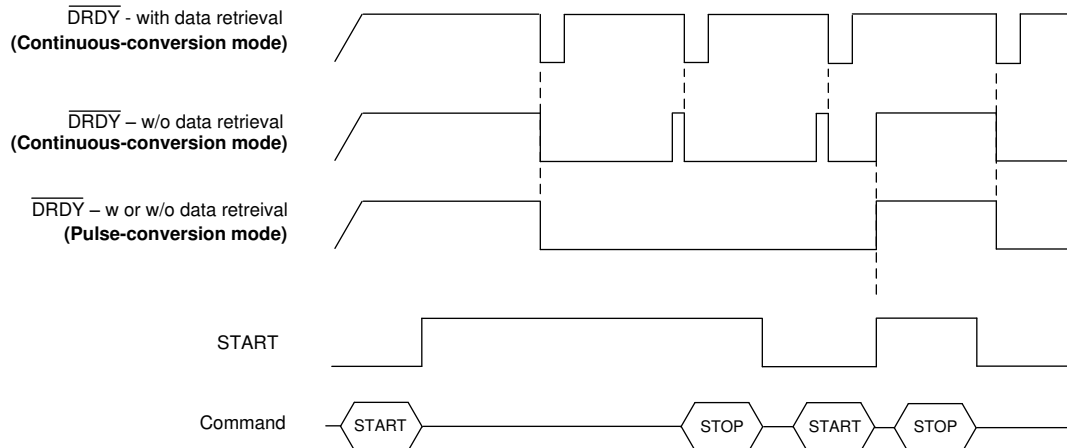 DRDY - with data retrieval
(Continuous-conversion mode)
DRDY – w/o data retrieval
(Continuous-conversion mode)
DRDY – w or w/o data retreival
(Pulse-conversion mode)
START
Command
START
STOP
START
STOP